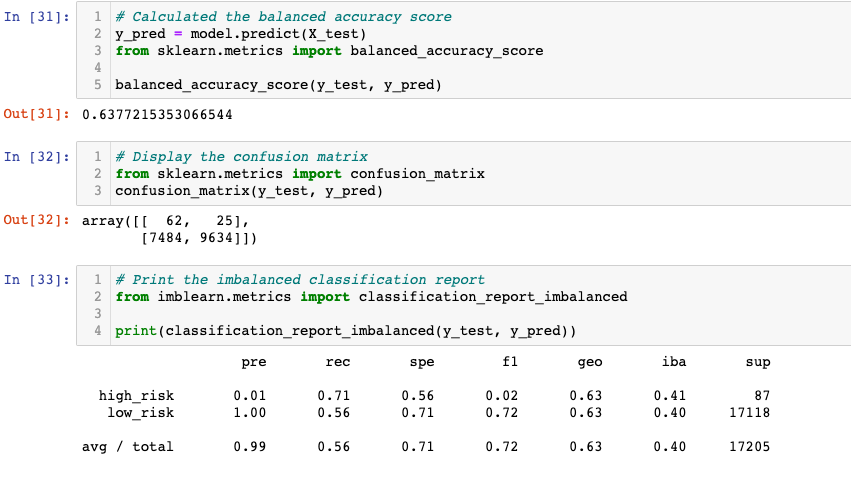 In [31]: 1 # Calculated the balanced accuracy score
2 y_pred = model.predict(X_test)
3 from sklearn.metrics import balanced_accuracy_score
4
5 balanced_accuracy_score(y_test, y_pred)
Out[31]: 0.6377215353066544
In [32]: 1 # Display the confusion matrix
2 from sklearn.metrics import confusion_matrix
3 confusion_matrix(y_test, y_pred)
Out[32]: array([[  62,   25],
       [7484, 9634]])
In [33]: 1 # Print the imbalanced classification report
2 from imblearn.metrics import classification_report_imbalanced
3
4 print(classification_report_imbalanced(y_test, y_pred))
pre rec spe f1 geo iba sup
high_risk 0.01 0.71 0.56 0.02 0.63 0.41 87
low_risk 1.00 0.56 0.71 0.72 0.63 0.40 17118
avg / total 0.99 0.56 0.71 0.72 0.63 0.40 17205